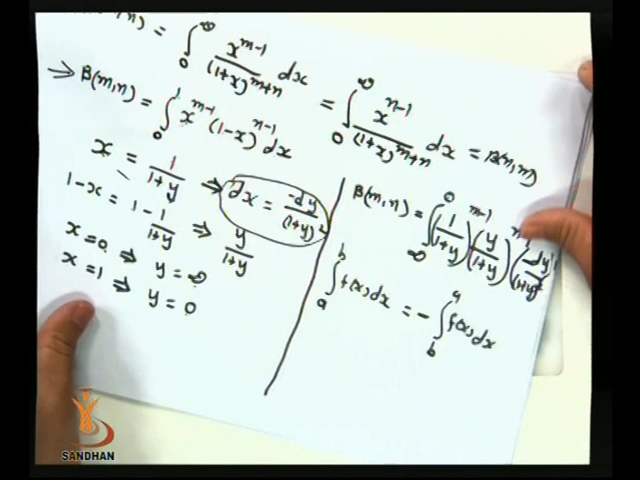 m,n) = ∫₀^∞ x^{m-1}/(1+x)^{m+n} dx = ∫₀^∞ x^{n-1}/(1+x)^{m+n} dx = B(n,m)
⇒ B(m,n) = ∫₀^1 x^{m-1} (1-x)^{n-1} dx
x = 1/(1+y) ⇒ dx = -dy/(1+y)²
1-x = 1 - 1/(1+y) ⇒ y/(1+y)
x=0 ⇒ y=∞
x=1 ⇒ y=0
B(m,n) = ∫_∞^0 (1/(1+y))^{m-1} (y/(1+y))^{n-1} (-dy/(1+y)²)
∫_a^b f(x) dx = - ∫_b^a f(x) dx
SANDHAN